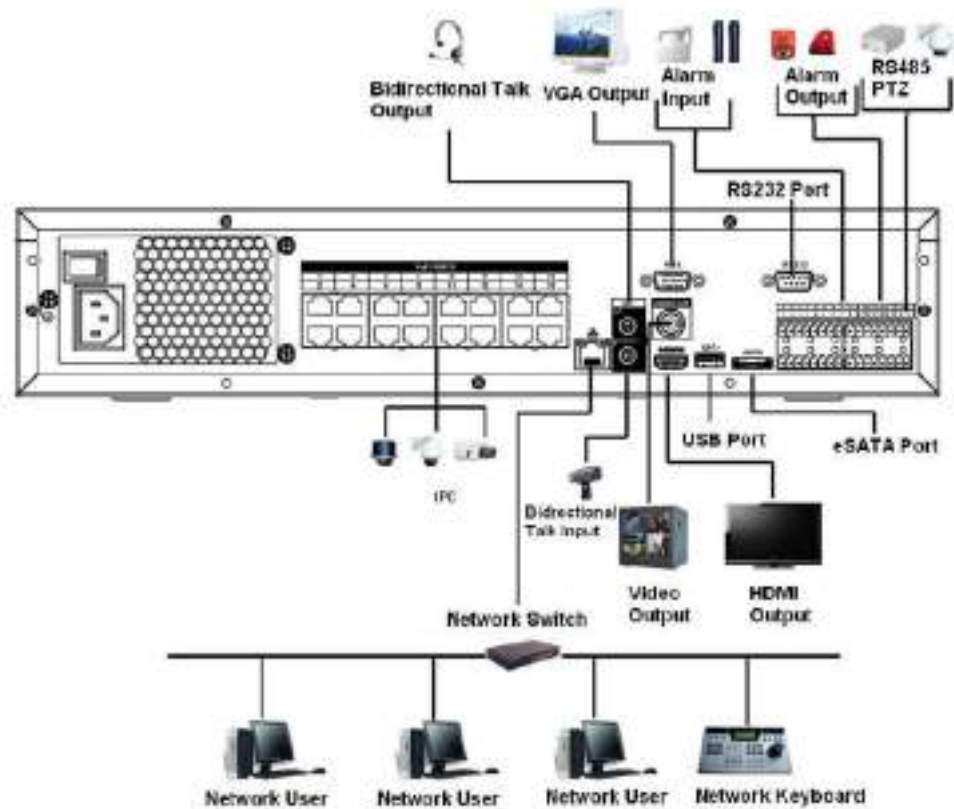 Bidirectional Talk
Output
VGA Output
Alarm
Input
Alarm
Output
RS485
PTZ
RS232 Port
USB Port
eSATA Port
IPC
Bidrectional
Talk Input
Video
Output
HDMI
Output
Network Switch
Network User
Network User
Network User
Network Keyboard